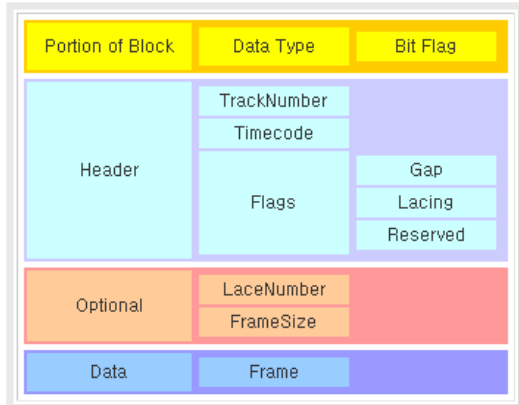 Portion of Block Data Type Bit Flag
Header
TrackNumber
Timecode
Flags
Gap
Lacing
Reserved
Optional
LaceNumber
FrameSize
Data Frame